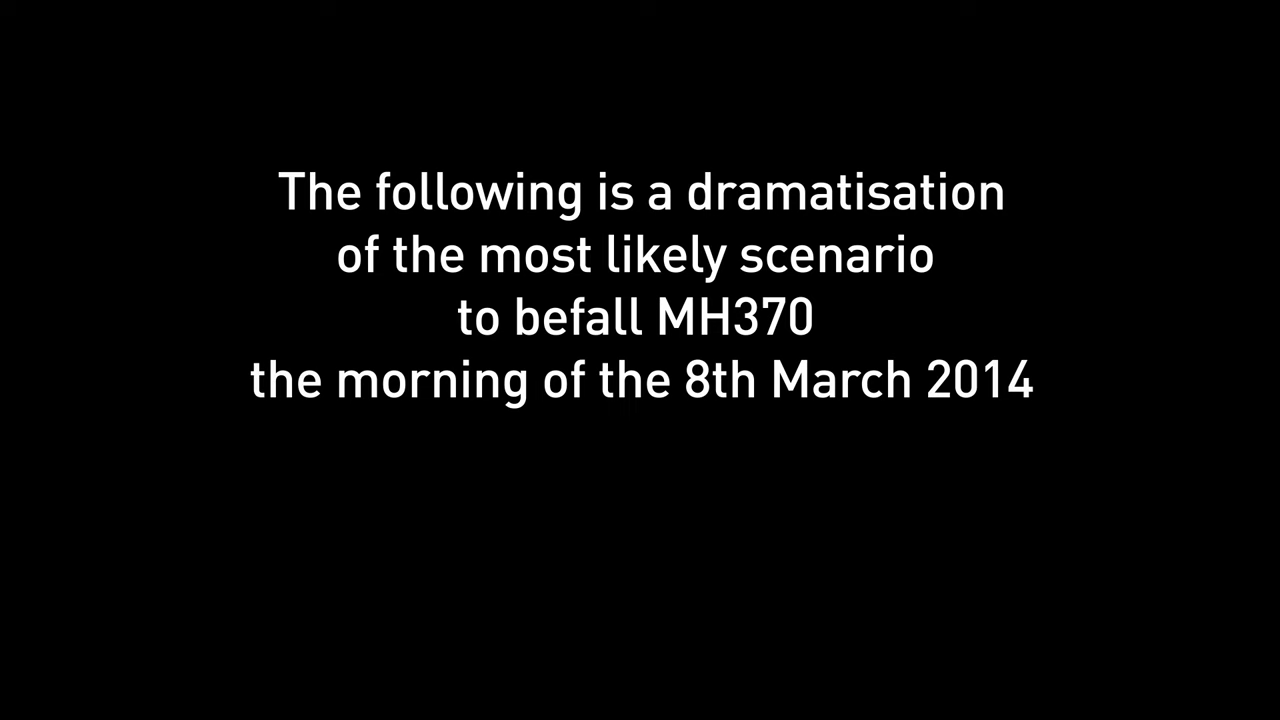 The following is a dramatisation
of the most likely scenario
to befall MH370
the morning of the 8th March 2014